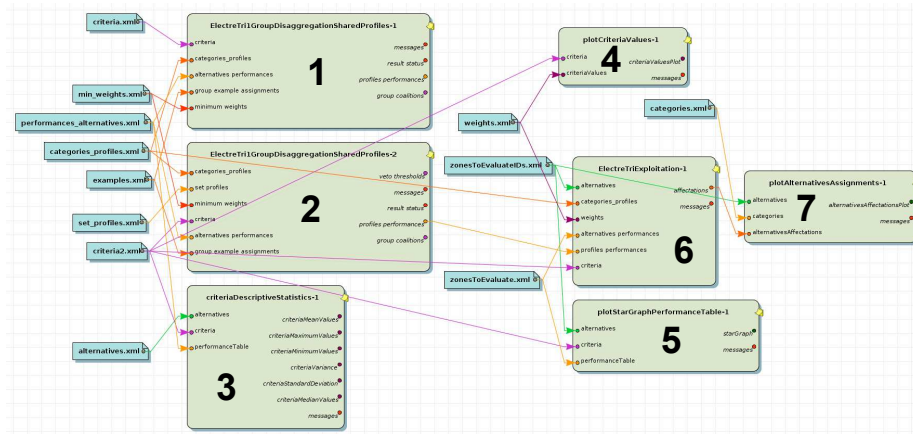 criteria.xml
min_weights.xml
performances_alternatives.xml
categories_profiles.xml
examples.xml
set_profiles.xml
criteria2.xml
alternatives.xml
ElectreTri1GroupDisaggregationSharedProfiles-1
criteria
categories_profiles
alternatives performances
group example assignments
minimum weights
1
messages
result status
profiles performances
group coalitions
ElectreTri1GroupDisaggregationSharedProfiles-2
categories_profiles
set profiles
minimum weights
criteria
alternatives performances
group example assignments
2
veto thresholds
messages
result status
profiles performances
group coalitions
criteriaDescriptiveStatistics-1
alternatives
criteria
performanceTable
3
criteriaMeanValues
criteriaMaximumValues
criteriaMinimumValues
criteriaVariance
criteriaStandardDeviation
criteriaMedianValues
messages
weights.xml
zonesToEvaluateIDs.xml
zonesToEvaluate.xml
categories.xml
plotCriteriaValues-1
criteria
criteriaValues
4
criteriaValuesPlot
messages
ElectreTriExploitation-1
alternatives
categories_profiles
weights
alternatives performances
profiles performances
criteria
6
affectations
messages
plotStarGraphPerformanceTable-1
alternatives
criteria
performanceTable
5
starGraph
messages
plotAlternativesAssignments-1
alternatives
categories
alternativesAffectations
7
alternativesAffectationsPlot
messages